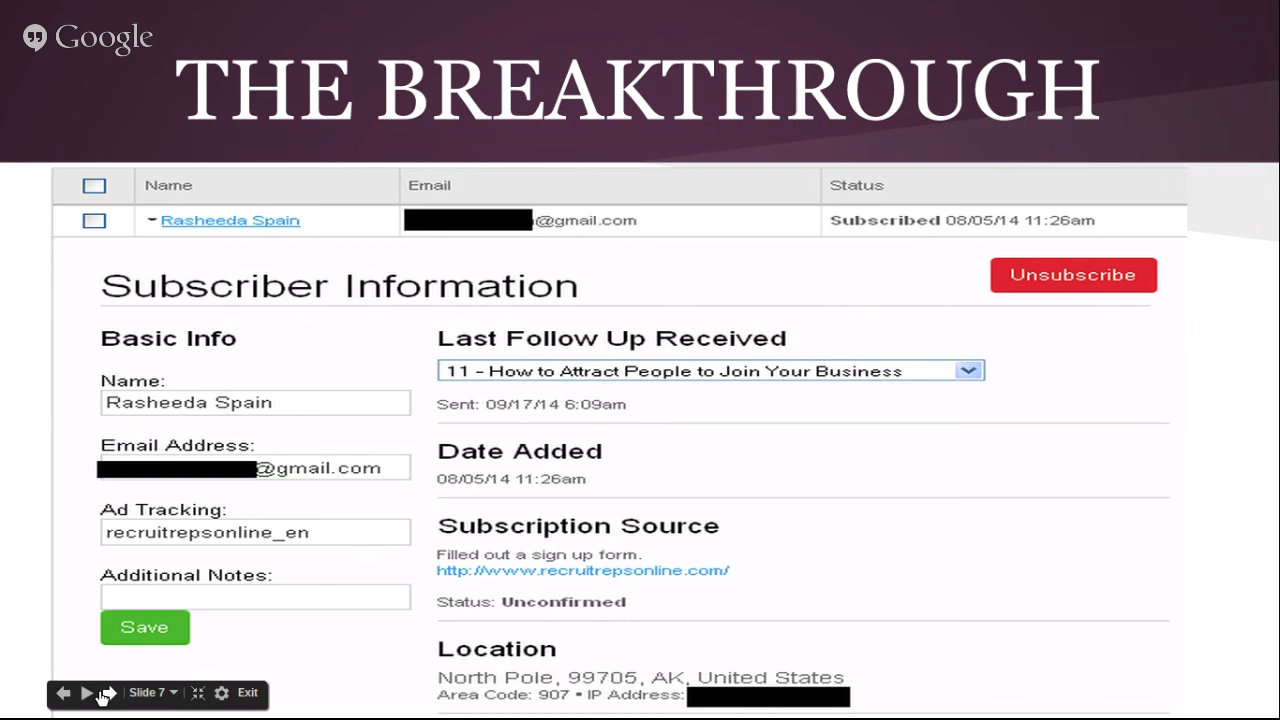 Google
THE BREAKTHROUGH
Name Email Status
Rasheeda Spain @gmail.com Subscribed 08/05/14 11:26am
Subscriber Information
Unsubscribe
Basic Info
Name:
Rasheeda Spain
Email Address:
@gmail.com
Ad Tracking:
recruitrepsonline_en
Additional Notes:
Save
Last Follow Up Received
11 - How to Attract People to Join Your Business
Sent: 09/17/14 6:09am
Date Added
08/05/14 11:26am
Subscription Source
Filled out a sign up form.
http://www.recruitrepsonline.com/
Status: Unconfirmed
Location
North Pole, 99705, AK, United States
Area Code: 907 • IP Address:
Slide 7 Exit